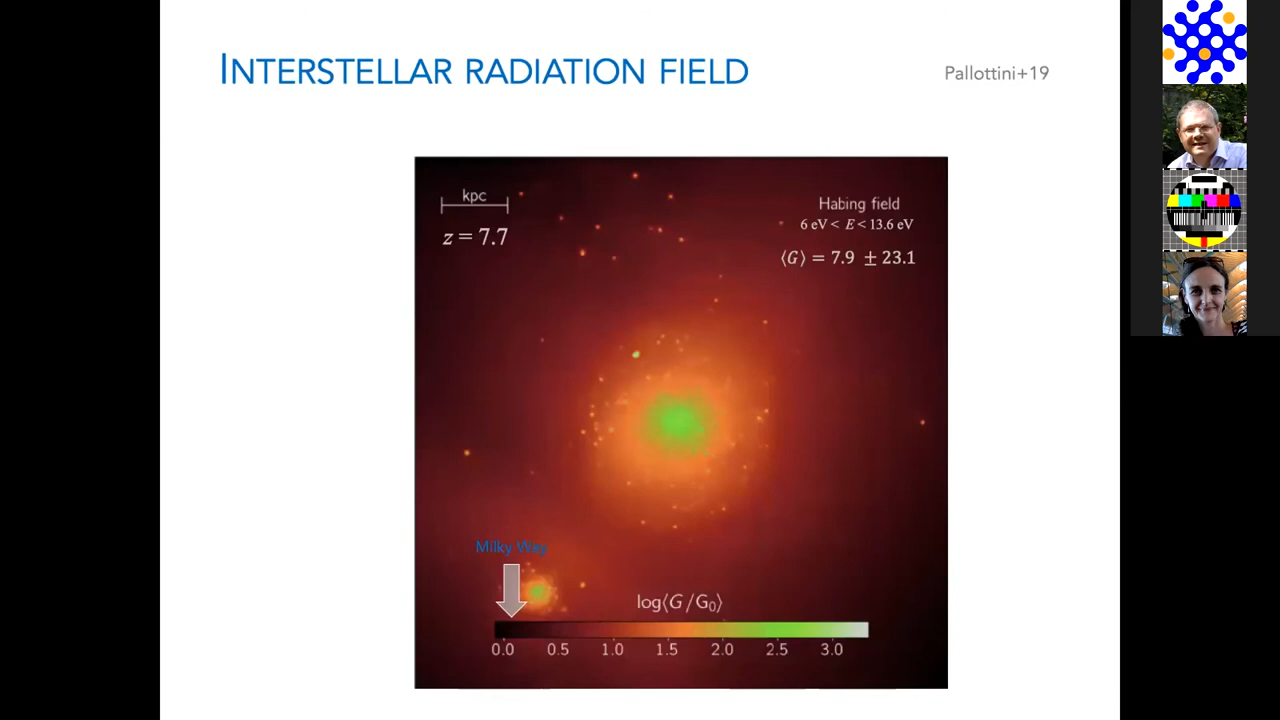 INTERSTELLAR RADIATION FIELD
Pallottini+19
kpc
z = 7.7
Habing field
6 eV < E < 13.6 eV
⟨G⟩ = 7.9 ± 23.1
Milky Way
log⟨G/G₀⟩
0.0 0.5 1.0 1.5 2.0 2.5 3.0